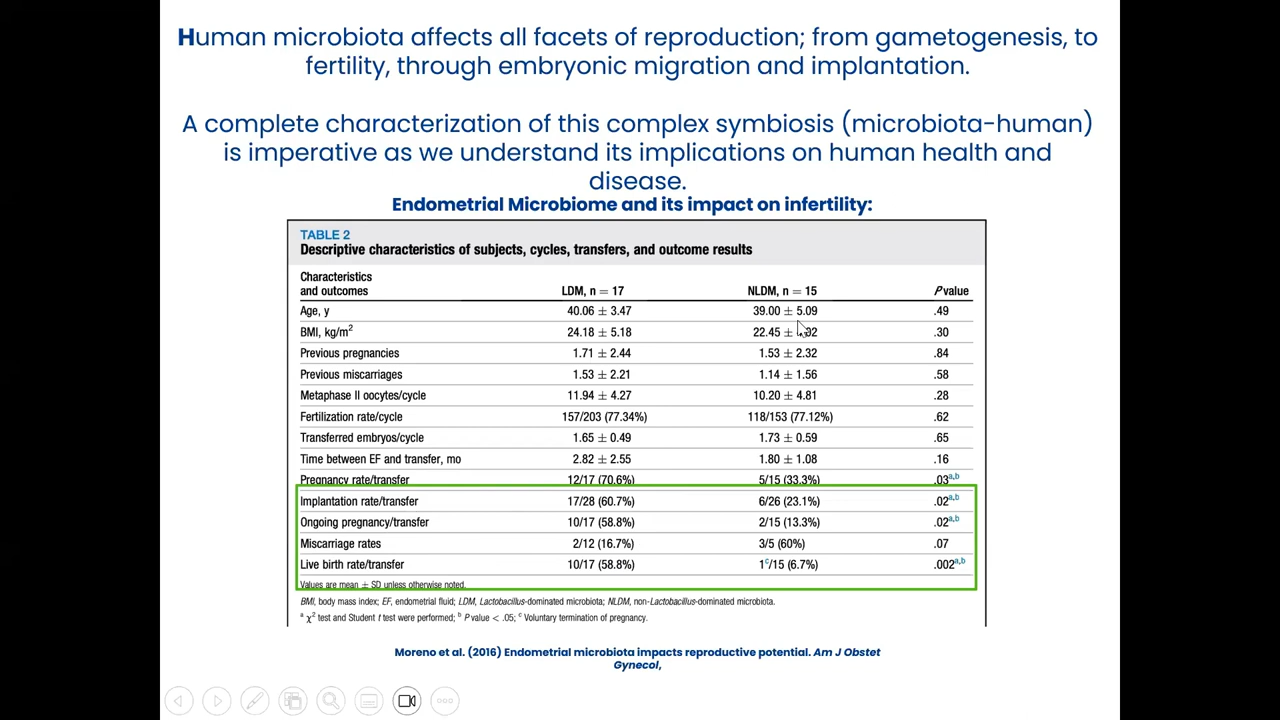 Human microbiota affects all facets of reproduction; from gametogenesis, to
fertility, through embryonic migration and implantation.
A complete characterization of this complex symbiosis (microbiota-human)
is imperative as we understand its implications on human health and
disease.
Endometrial Microbiome and its impact on infertility:
TABLE 2
Descriptive characteristics of subjects, cycles, transfers, and outcome results
Characteristics
and outcomes LDM, n = 17 NLDM, n = 15 P value
Age, y 40.06 ± 3.47 39.00 ± 5.09 .49
BMI, kg/m² 24.18 ± 5.18 22.45 ± .30
Previous pregnancies 1.71 ± 2.44 1.53 ± 2.32 .84
Previous miscarriages 1.53 ± 2.21 1.14 ± 1.56 .58
Metaphase II oocytes/cycle 11.94 ± 4.27 10.20 ± 4.81 .28
Fertilization rate/cycle 157/203 (77.34%) 118/153 (77.12%) .62
Transferred embryos/cycle 1.65 ± 0.49 1.73 ± 0.59 .65
Time between EF and transfer, mo 2.82 ± 2.55 1.80 ± 1.08 .16
Pregnancy rate/transfer 12/17 (70.6%) 5/15 (33.3%) .03a,b
Implantation rate/transfer 17/28 (60.7%) 6/26 (23.1%) .02a,b
Ongoing pregnancy/transfer 10/17 (58.8%) 2/15 (13.3%) .02a,b
Miscarriage rates 2/12 (16.7%) 3/5 (60%) .07
Live birth rate/transfer 10/17 (58.8%) 1c/15 (6.7%) .002a,b
Values are mean ± SD unless otherwise noted.
BMI, body mass index; EF, endometrial fluid; LDM, Lactobacillus-dominated microbiota; NLDM, non-Lactobacillus-dominated microbiota.
a χ² test and Student t test were performed; b P value < .05; c Voluntary termination of pregnancy.
Moreno et al. (2016) Endometrial microbiota impacts reproductive potential. Am J Obstet
Gynecol,